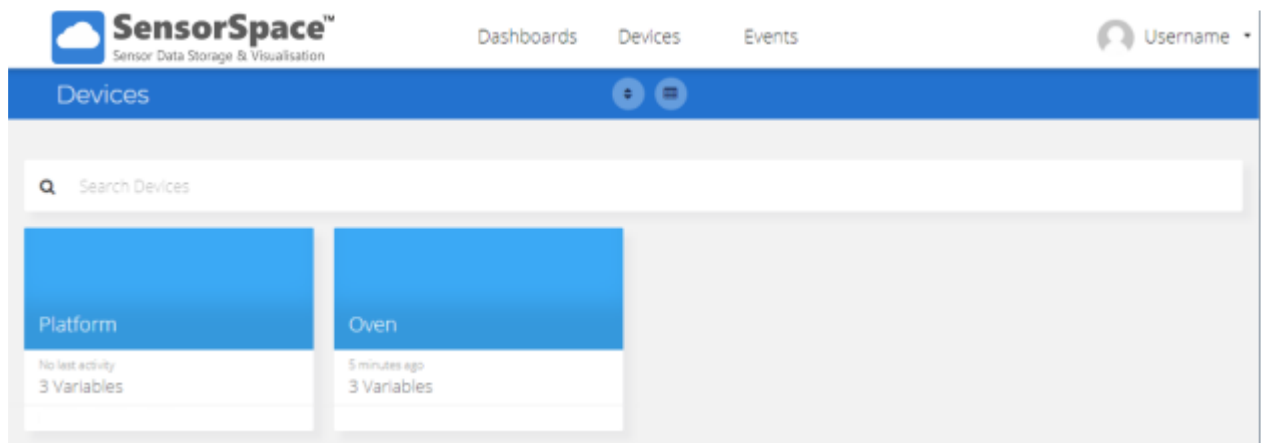 SensorSpace™
Sensor Data Storage & Visualisation
Dashboards Devices Events
Username
Devices
Search Devices
Platform
No last activity
3 Variables
Oven
5 minutes ago
3 Variables